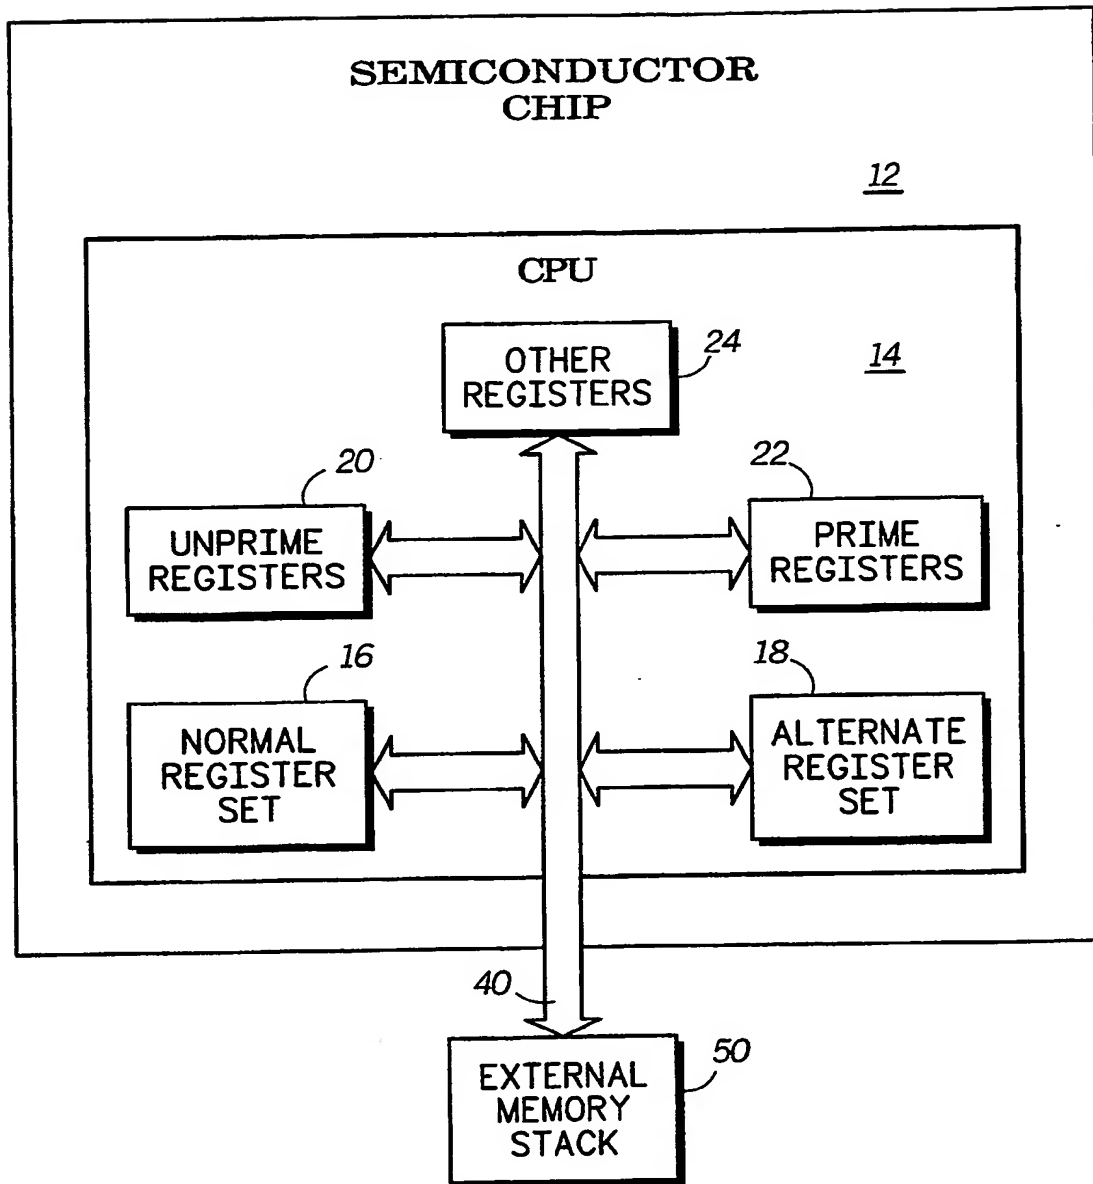 SEMICONDUCTOR
CHIP
12
CPU
14
OTHER
REGISTERS
24
20
UNPRIME
REGISTERS
22
PRIME
REGISTERS
16
NORMAL
REGISTER
SET
18
ALTERNATE
REGISTER
SET
40
EXTERNAL
MEMORY
STACK
50